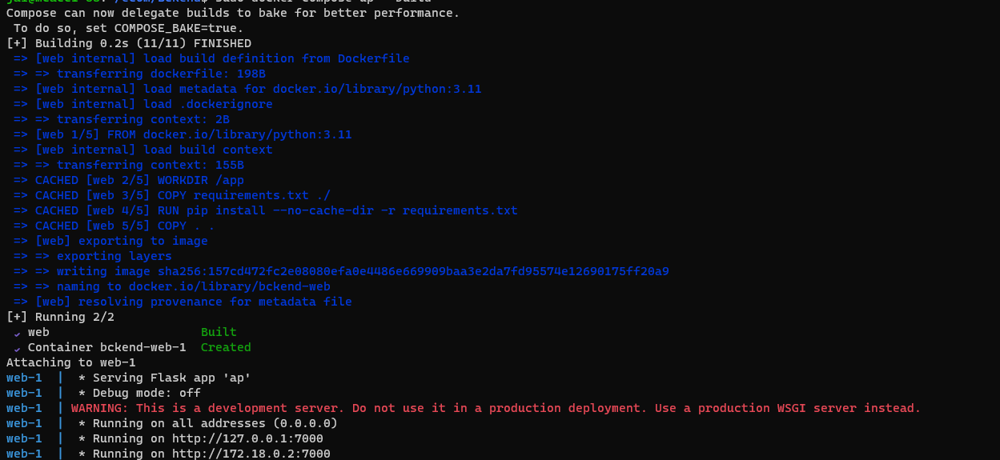 Compose can now delegate builds to bake for better performance.
 To do so, set COMPOSE_BAKE=true.
[+] Building 0.2s (11/11) FINISHED
 => [web internal] load build definition from Dockerfile
 => => transferring dockerfile: 198B
 => [web internal] load metadata for docker.io/library/python:3.11
 => [web internal] load .dockerignore
 => => transferring context: 2B
 => [web 1/5] FROM docker.io/library/python:3.11
 => [web internal] load build context
 => => transferring context: 155B
 => CACHED [web 2/5] WORKDIR /app
 => CACHED [web 3/5] COPY requirements.txt ./
 => CACHED [web 4/5] RUN pip install --no-cache-dir -r requirements.txt
 => CACHED [web 5/5] COPY . .
 => [web] exporting to image
 => => exporting layers
 => => writing image sha256:157cd472fc2e08080efa0e4486e669909baa3e2da7fd95574e12690175ff20a9
 => => naming to docker.io/library/bckend-web
 => [web] resolving provenance for metadata file
[+] Running 2/2
 ✔ web                       Built
 ✔ Container bckend-web-1  Created
Attaching to web-1
web-1  |  * Serving Flask app 'ap'
web-1  |  * Debug mode: off
web-1  | WARNING: This is a development server. Do not use it in a production deployment. Use a production WSGI server instead.
web-1  |  * Running on all addresses (0.0.0.0)
web-1  |  * Running on http://127.0.0.1:7000
web-1  |  * Running on http://172.18.0.2:7000